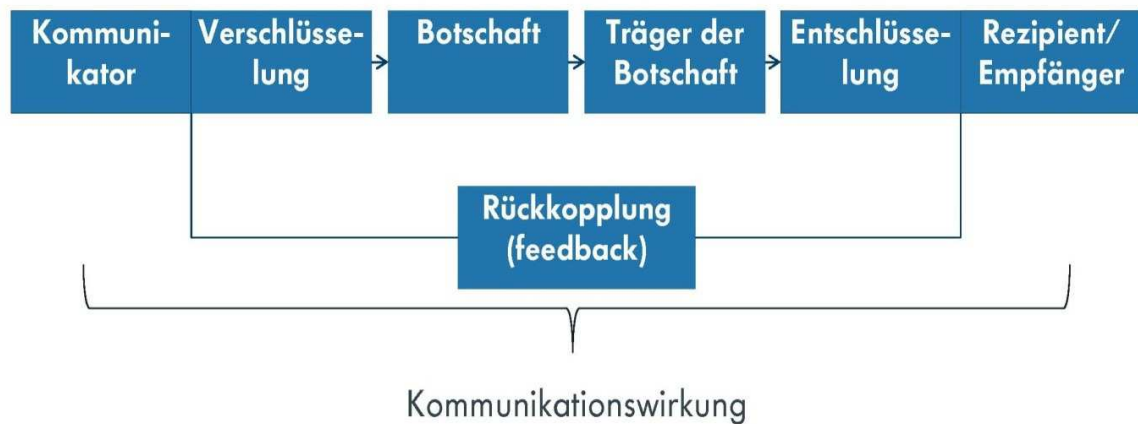 Kommuni-
kator
Verschlüsse-
lung
Botschaft
Träger der
Botschaft
Entschlüsse-
lung
Rezipient/
Empfänger
Rückkopplung
(feedback)
Kommunikationswirkung